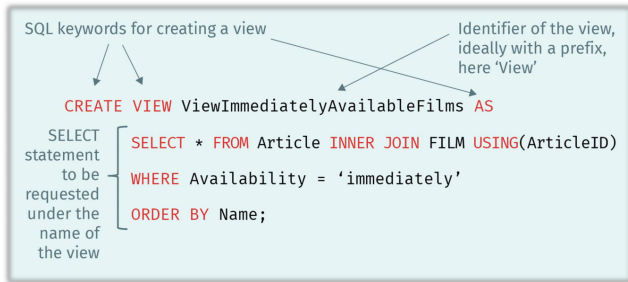 SQL keywords for creating a view
Identifier of the view,
ideally with a prefix,
here ‘View’
CREATE VIEW ViewImmediatelyAvailableFilms AS
SELECT
statement
to be
requested
under the
name of
the view
SELECT * FROM Article INNER JOIN FILM USING(ArticleID)
WHERE Availability = ‘immediately’
ORDER BY Name;